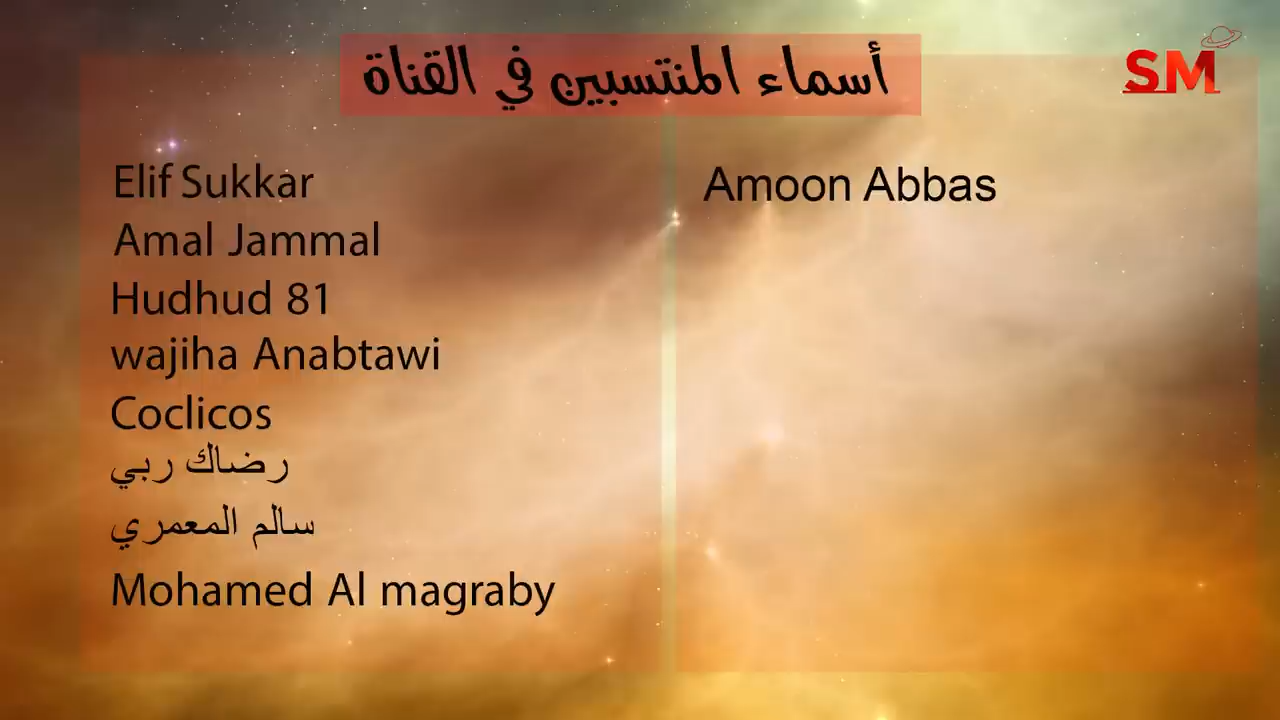 أسماء المنتسبين في القناة
SM
Elif Sukkar
Amal Jammal
Hudhud 81
wajiha Anabtawi
Coclicos
رضاك ربي
سالم المعمري
Mohamed Al magraby
Amoon Abbas